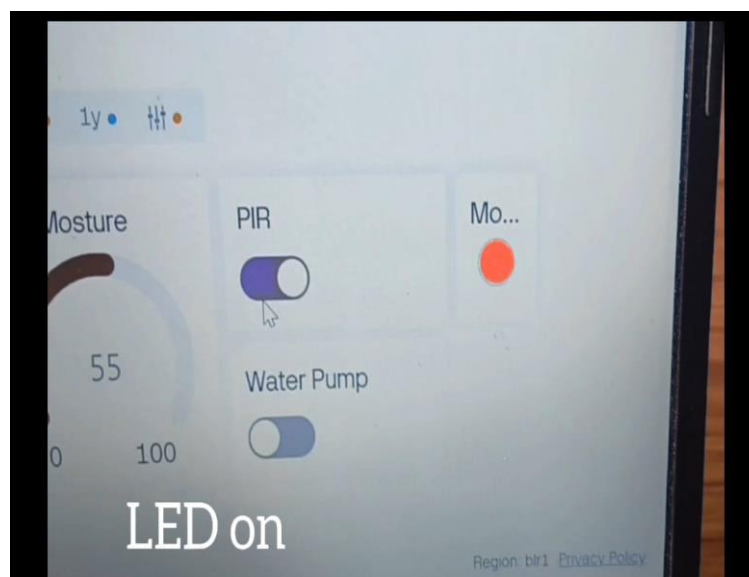 1y
Mosture
PIR
Mo...
55
0
100
Water Pump
LED on
Region: blr1 Privacy Policy